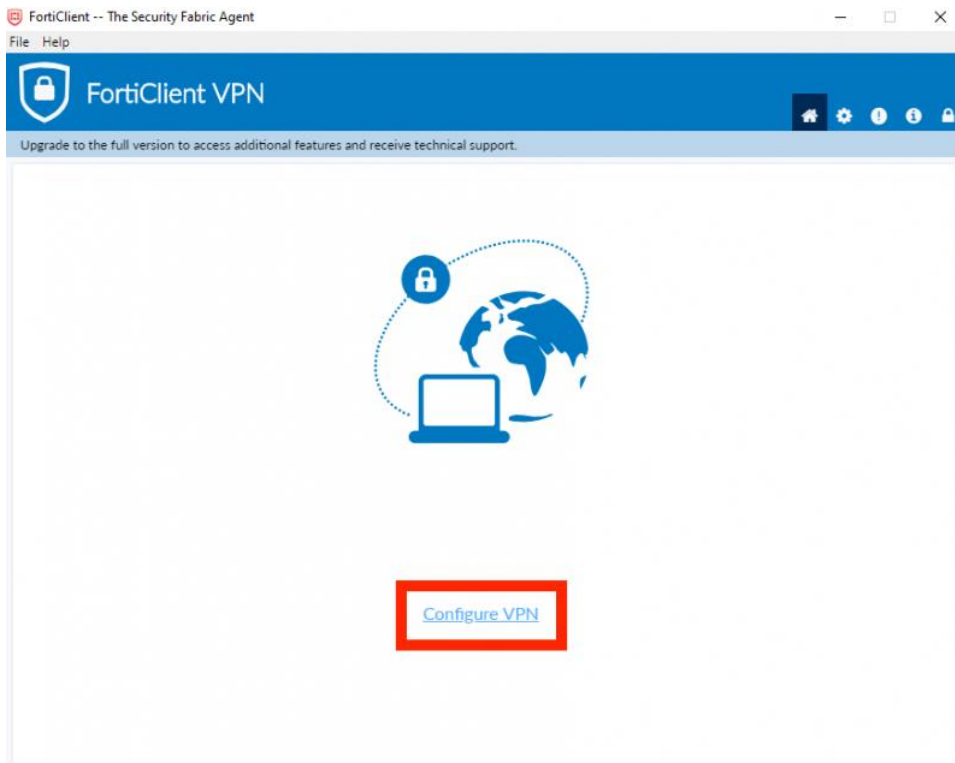 FortiClient -- The Security Fabric Agent
File Help
FortiClient VPN
Upgrade to the full version to access additional features and receive technical support.
Configure VPN